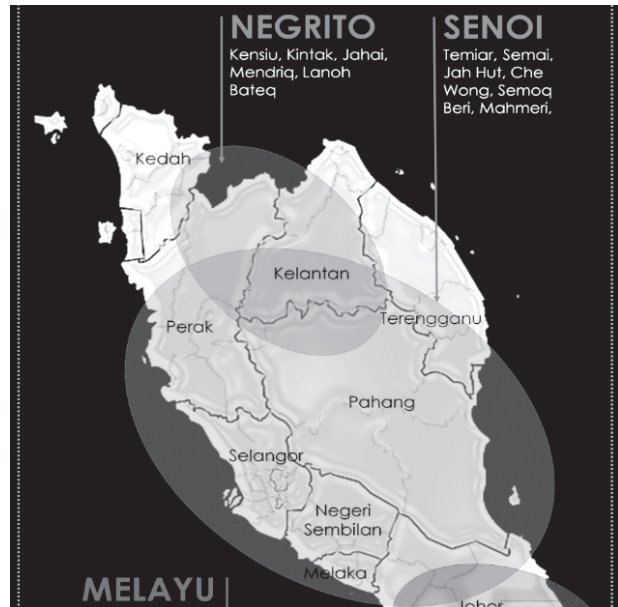 NEGRITO
Kensiu, Kintak, Jahai,
Mendriq, Lanoh
Bateq
SENOI
Temiar, Semai,
Jah Hut, Che
Wong, Semoq
Beri, Mahmeri,
Kedah
Kelantan
Perak
Terengganu
Pahang
Selangor
Negeri
Sembilan
Melaka
MELAYU
Johor